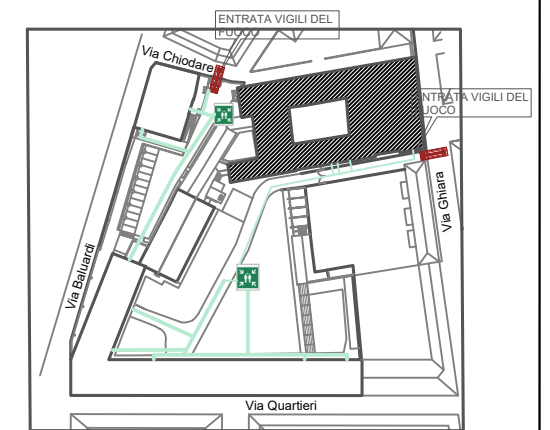 ENTRATA VIGILI DEL
FUOCO
Via Chiodare
ENTRATA VIGILI DEL
FUOCO
Via Ghiara
Via Baluardi
Via Quartieri